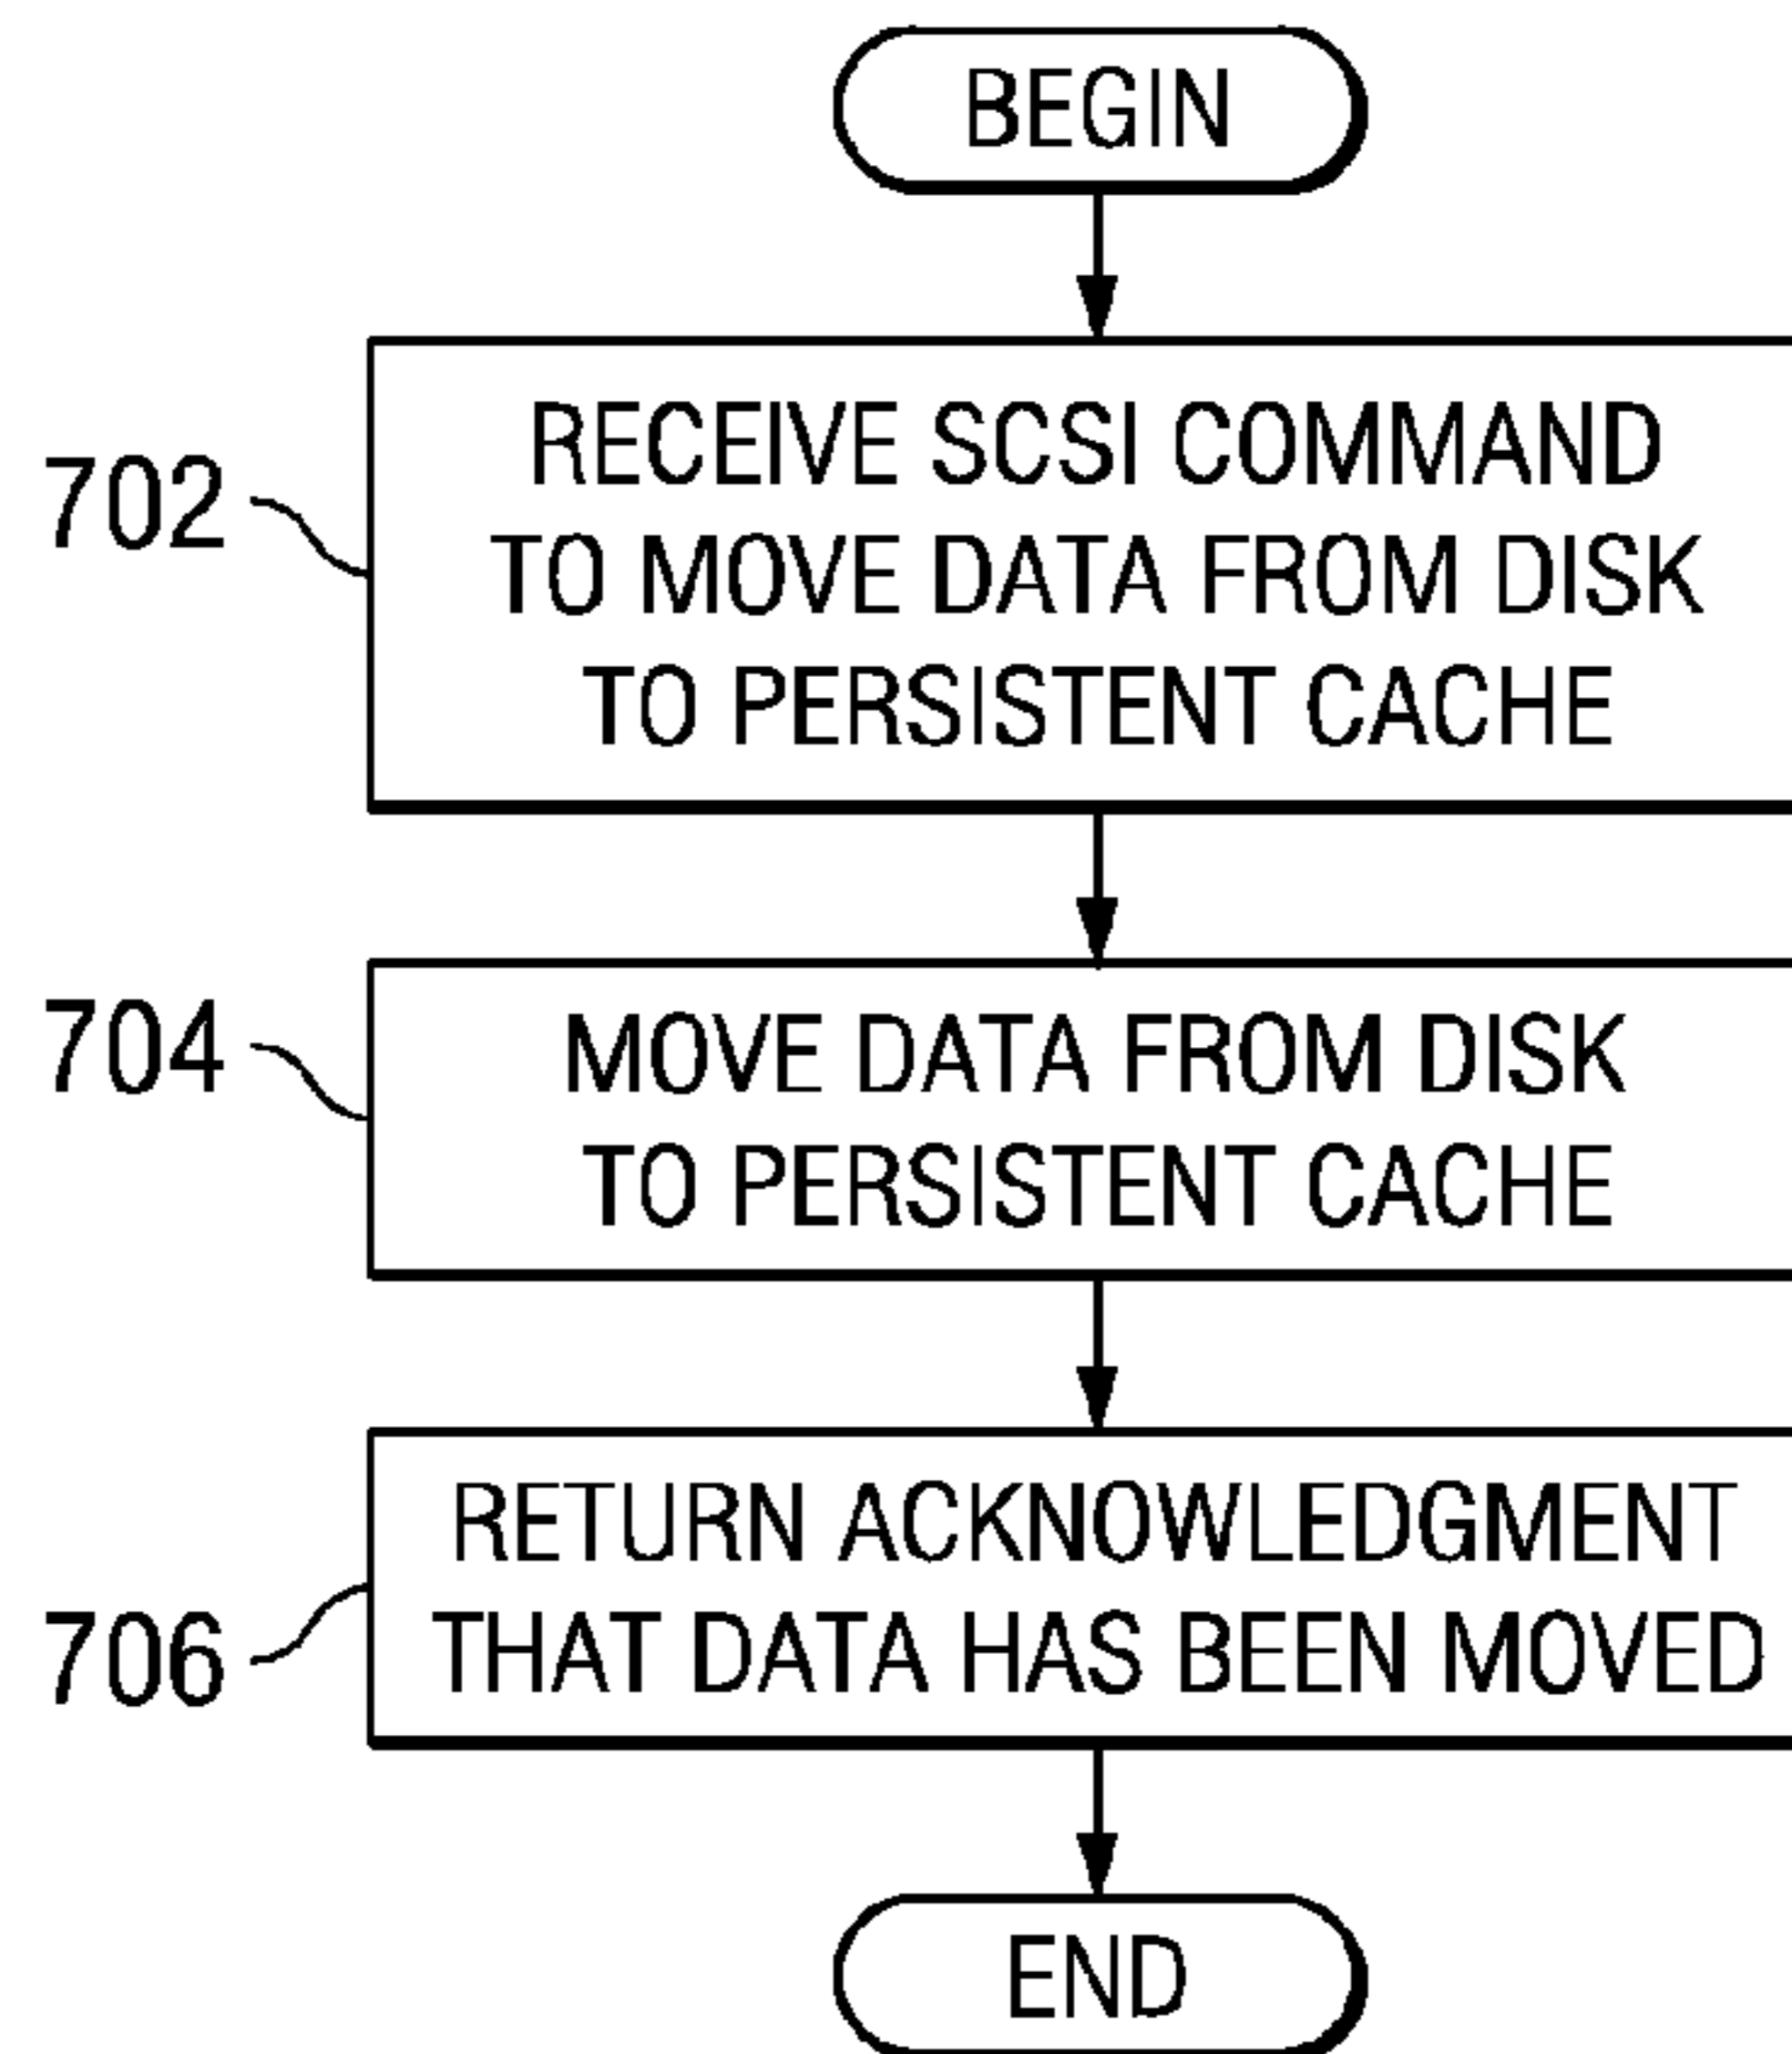 BEGIN
702
RECEIVE SCSI COMMAND
TO MOVE DATA FROM DISK
TO PERSISTENT CACHE
704
MOVE DATA FROM DISK
TO PERSISTENT CACHE
706
RETURN ACKNOWLEDGMENT
THAT DATA HAS BEEN MOVED
END